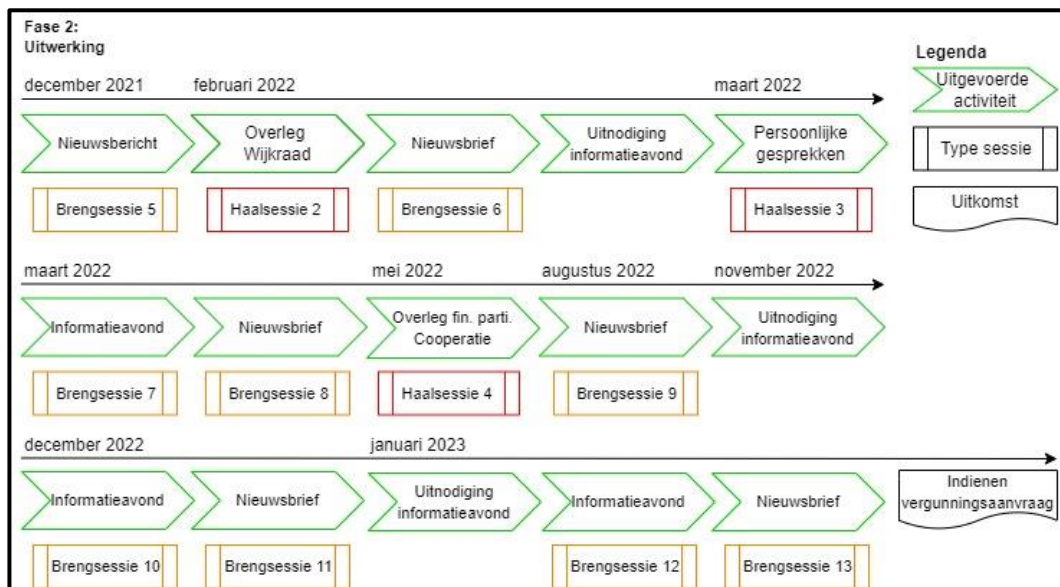 Fase 2:
Uitwerking
december 2021
februari 2022
maart 2022
Nieuwsbericht
Overleg
Wijkraad
Nieuwsbrief
Uitnodiging
informatieavond
Persoonlijke
gesprekken
Brengsessie 5
Haalsessie 2
Brengsessie 6
Haalsessie 3
Legenda
Uitgevoerde
activiteit
Type sessie
Uitkomst
maart 2022
mei 2022
augustus 2022
november 2022
Informatieavond
Nieuwsbrief
Overleg fin. parti.
Cooperatie
Nieuwsbrief
Uitnodiging
informatieavond
Brengsessie 7
Brengsessie 8
Haalsessie 4
Brengsessie 9
december 2022
januari 2023
Informatieavond
Nieuwsbrief
Uitnodiging
informatieavond
Informatieavond
Nieuwsbrief
Indienen
vergunningsaanvraag
Brengsessie 10
Brengsessie 11
Brengsessie 12
Brengsessie 13